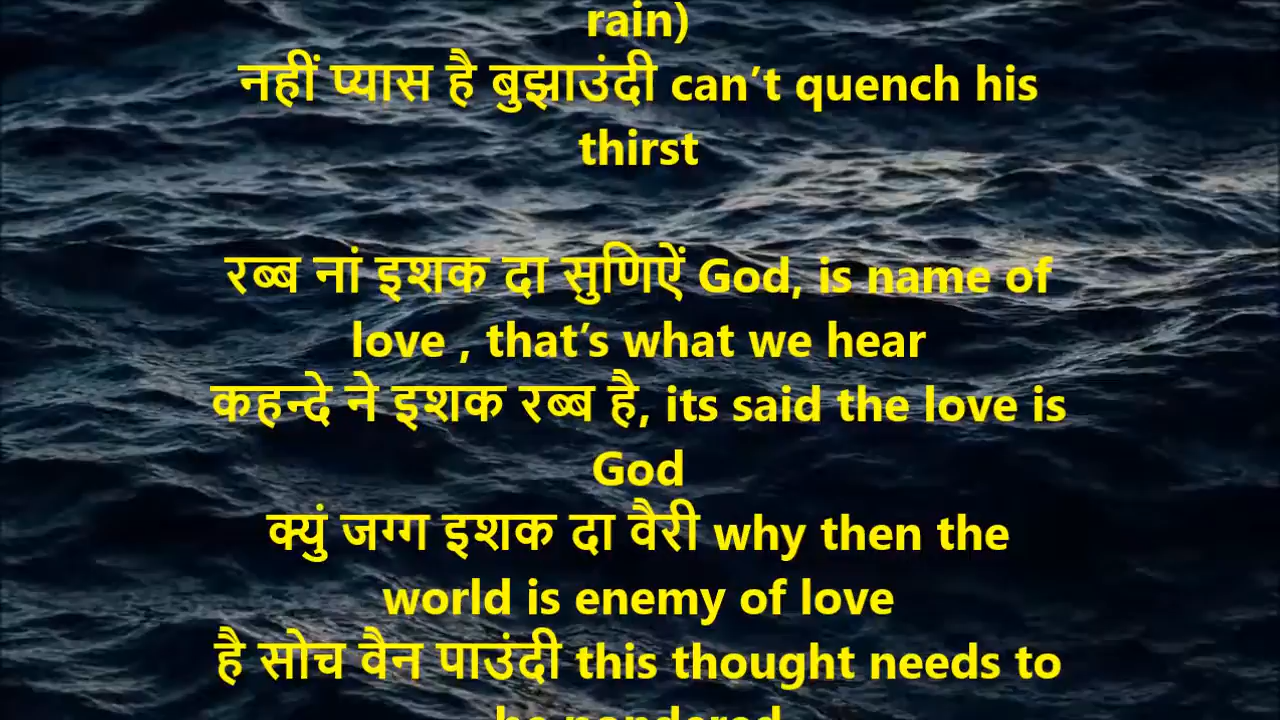 rain)
नहीं प्यास है बुझाउंदी can’t quench his
thirst
रब्ब नां इशक दा सुणिऐं God, is name of
love , that’s what we hear
कहन्दे ने इशक रब्ब है, its said the love is
God
क्युं जग्ग इशक दा वैरी why then the
world is enemy of love
है सोच वैन पाउंदी this thought needs to
be pondered